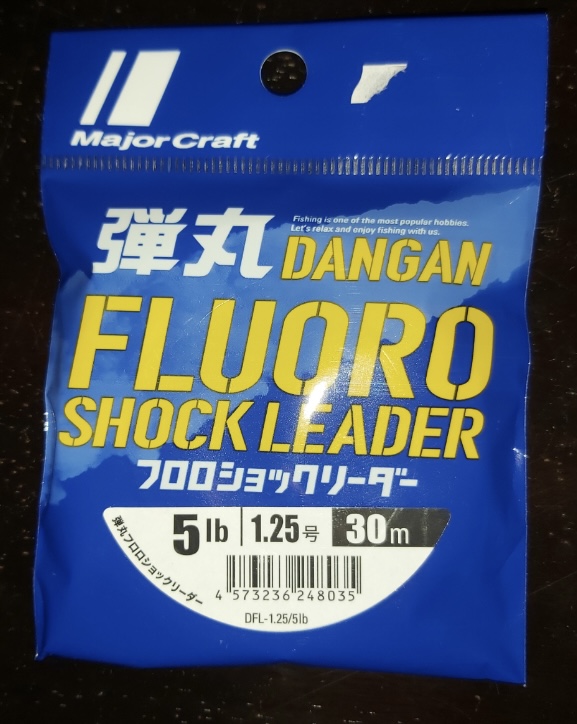 Major Craft
弾丸
Fishing is one of the most popular hobbies.
Let's relax and enjoy fishing with us.
DANGAN
FLUORO
SHOCK LEADER
フロロショックリーダー
5lb 1.25号 30m
弾丸フロロショックリーダー
4 573236 248035
DFL-1.25/5lb